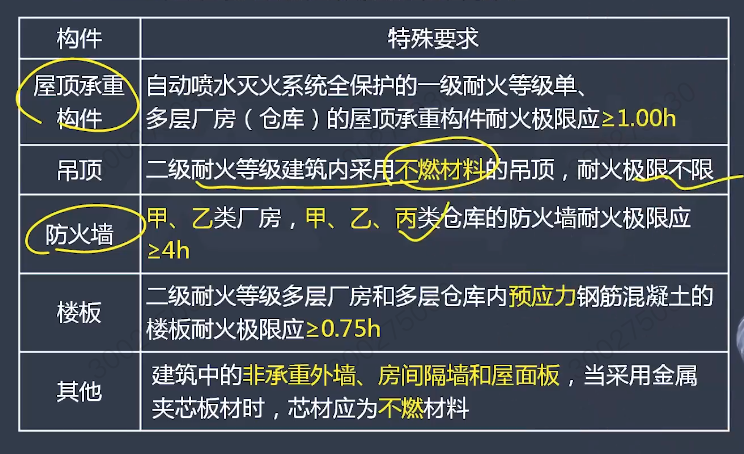 构件 特殊要求
屋顶承重
构件
自动喷水灭火系统全保护的一级耐火等级单、
多层厂房（仓库）的屋顶承重构件耐火极限应≥1.00h
吊顶 二级耐火等级建筑内采用不燃材料的吊顶，耐火极限不限
防火墙
甲、乙类厂房，甲、乙、丙类仓库的防火墙耐火极限应
≥4h
楼板
二级耐火等级多层厂房和多层仓库内预应力钢筋混凝土的
楼板耐火极限应≥0.75h
其他
建筑中的非承重外墙、房间隔墙和屋面板，当采用金属
夹芯板材时，芯材应为不燃材料